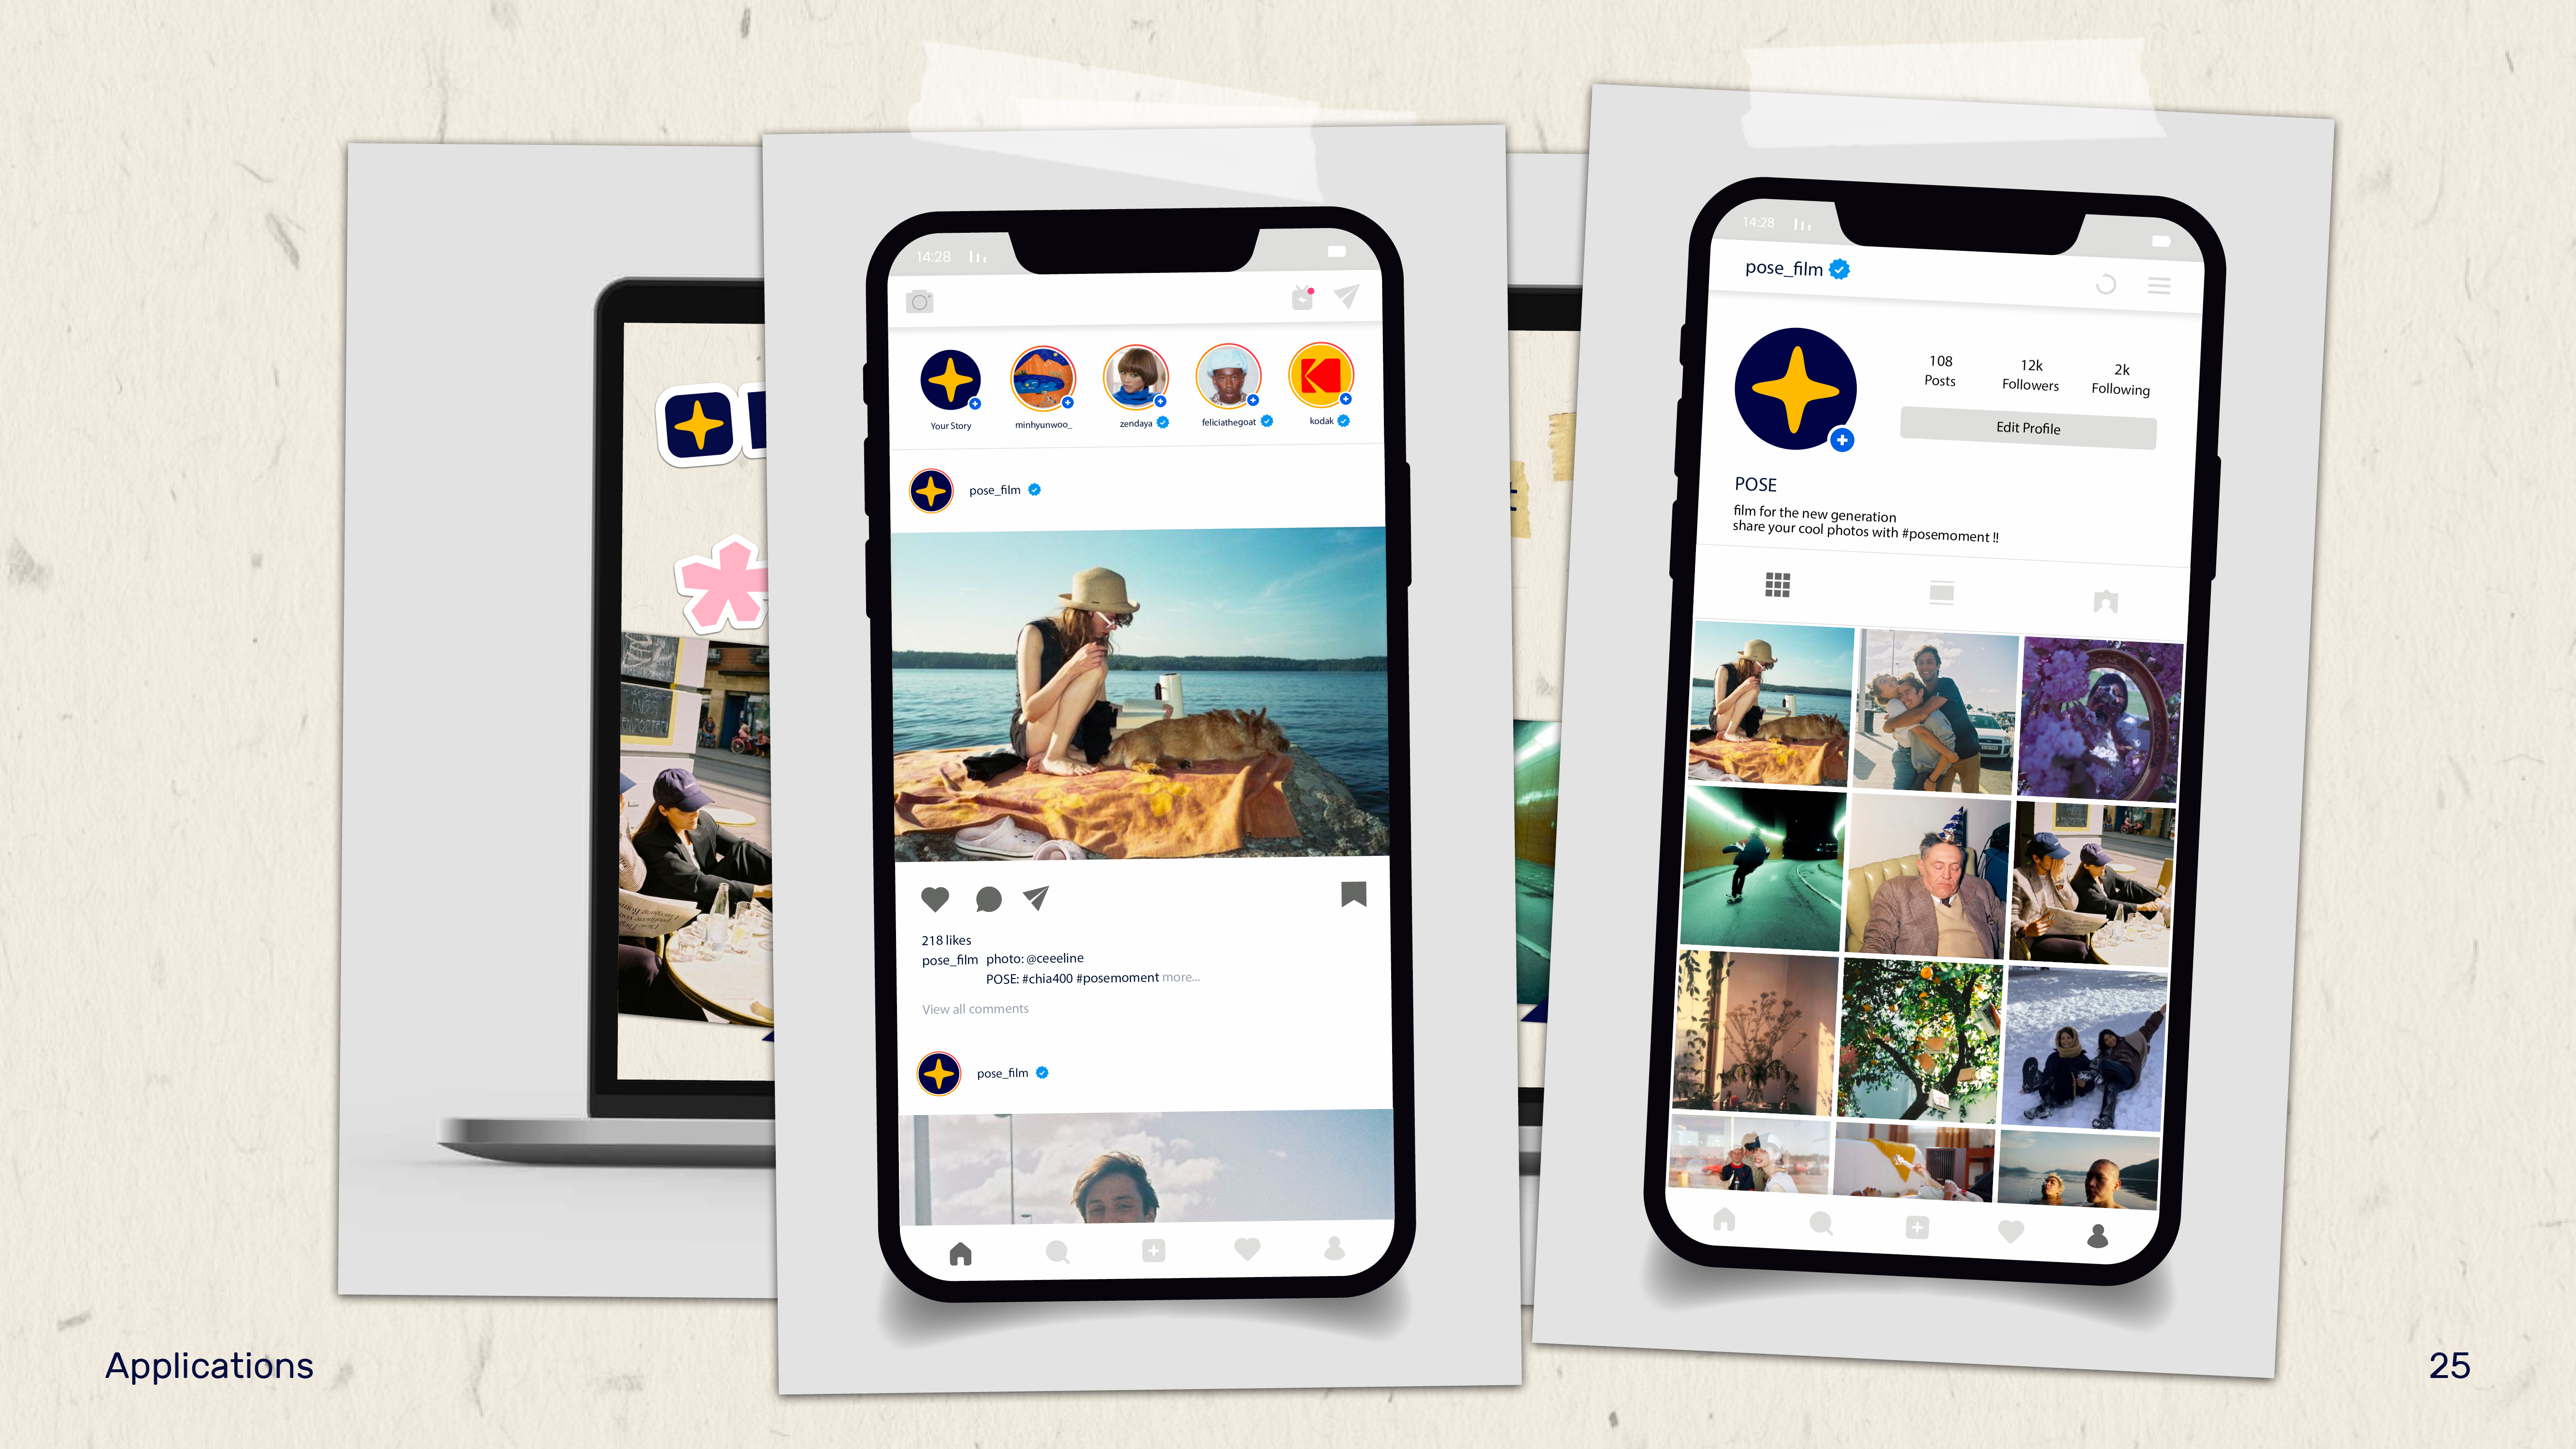 14:28
Your Story
minhyunwoo_
zendaya
feliciathegoat
kodak
pose_film
218 likes
pose_film photo: @ceeeline
POSE: #chia400 #posemoment more...
View all comments
pose_film
14:28
pose_film
108
Posts
12k
Followers
2k
Following
Edit Profile
POSE
film for the new generation
share your cool photos with #posemoment !!
Applications
25